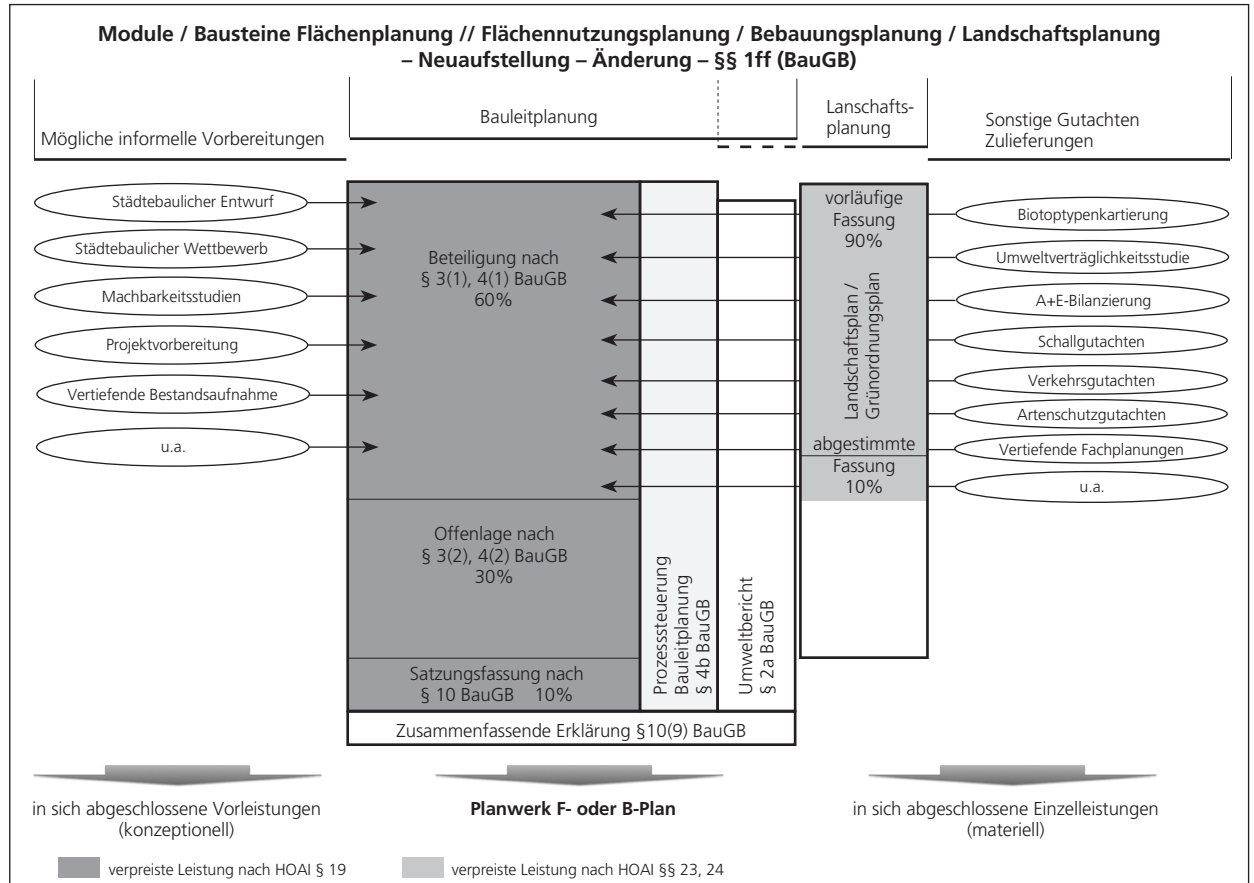 Module / Bausteine Flächenplanung // Flächennutzungsplanung / Bebauungsplanung / Landschaftsplanung
– Neuaufstellung – Änderung – §§ 1ff (BauGB)
Mögliche informelle Vorbereitungen
Bauleitplanung
Lanschafts-
planung
Sonstige Gutachten
Zulieferungen
Städtebaulicher Entwurf
Städtebaulicher Wettbewerb
Machbarkeitsstudien
Projektvorbereitung
Vertiefende Bestandsaufnahme
u.a.
Beteiligung nach
§ 3(1), 4(1) BauGB
60%
Offenlage nach
§ 3(2), 4(2) BauGB
30%
Satzungsfassung nach
§ 10 BauGB 10%
Prozesssteuerung
Bauleitplanung
§ 4b BauGB
Umweltbericht
§ 2a BauGB
Zusammenfassende Erklärung §10(9) BauGB
vorläufige
Fassung
90%
Landschaftsplan /
Grünordnungsplan
abgestimmte
Fassung
10%
Biotoptypenkartierung
Umweltverträglichkeitsstudie
A+E-Bilanzierung
Schallgutachten
Verkehrsgutachten
Artenschutzgutachten
Vertiefende Fachplanungen
u.a.
in sich abgeschlossene Vorleistungen
(konzeptionell)
Planwerk F- oder B-Plan
in sich abgeschlossene Einzelleistungen
(materiell)
verpreiste Leistung nach HOAI § 19
verpreiste Leistung nach HOAI §§ 23, 24